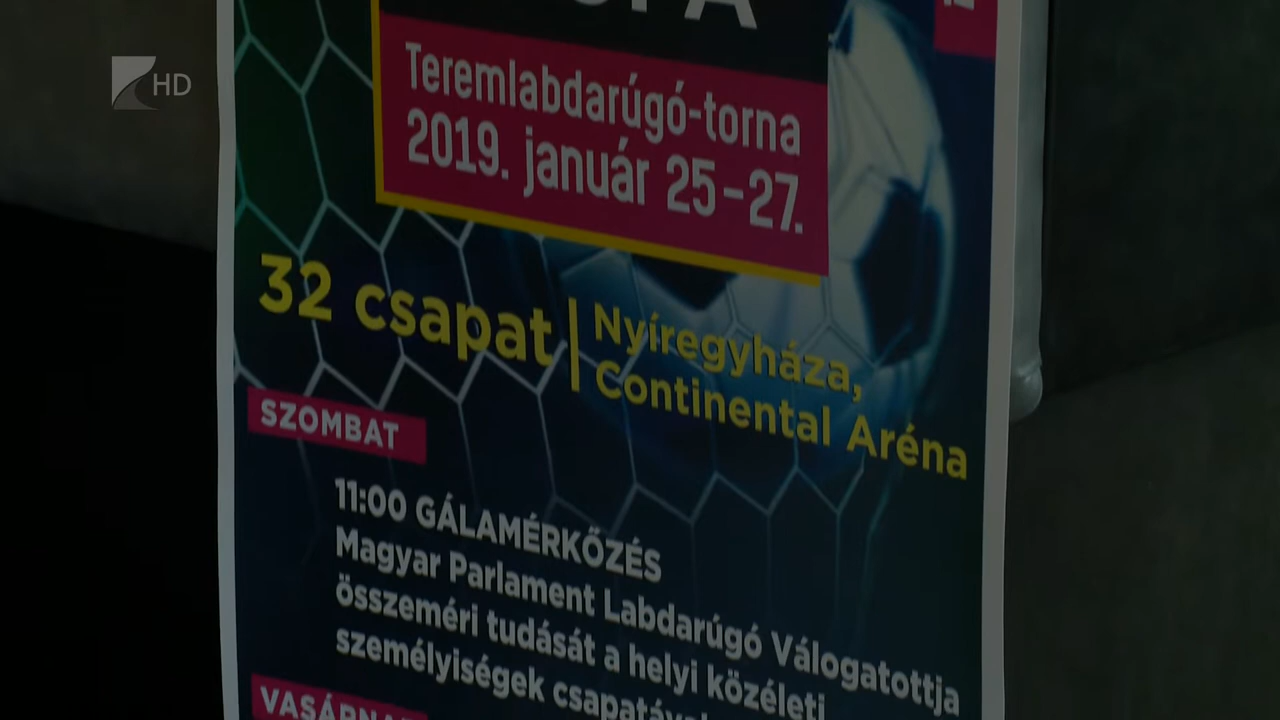 HD
Teremlabdarúgó-torna
2019. január 25-27.
32 csapat
Nyíregyháza,
Continental Aréna
SZOMBAT
11:00 GÁLAMÉRKŐZÉS
Magyar Parlament Labdarúgó Válogatottja
összeméri tudását a helyi közéleti
személyiségek